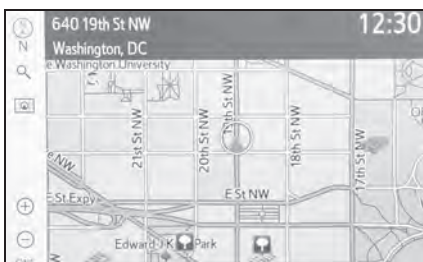 640 19th St NW
12:30
Washington, DC
N
e Washington University
21st St NW
20th St NW
19th St NW
18th St NW
17th St NW
e NW
E St Expy
E St NW
Edward J K Park